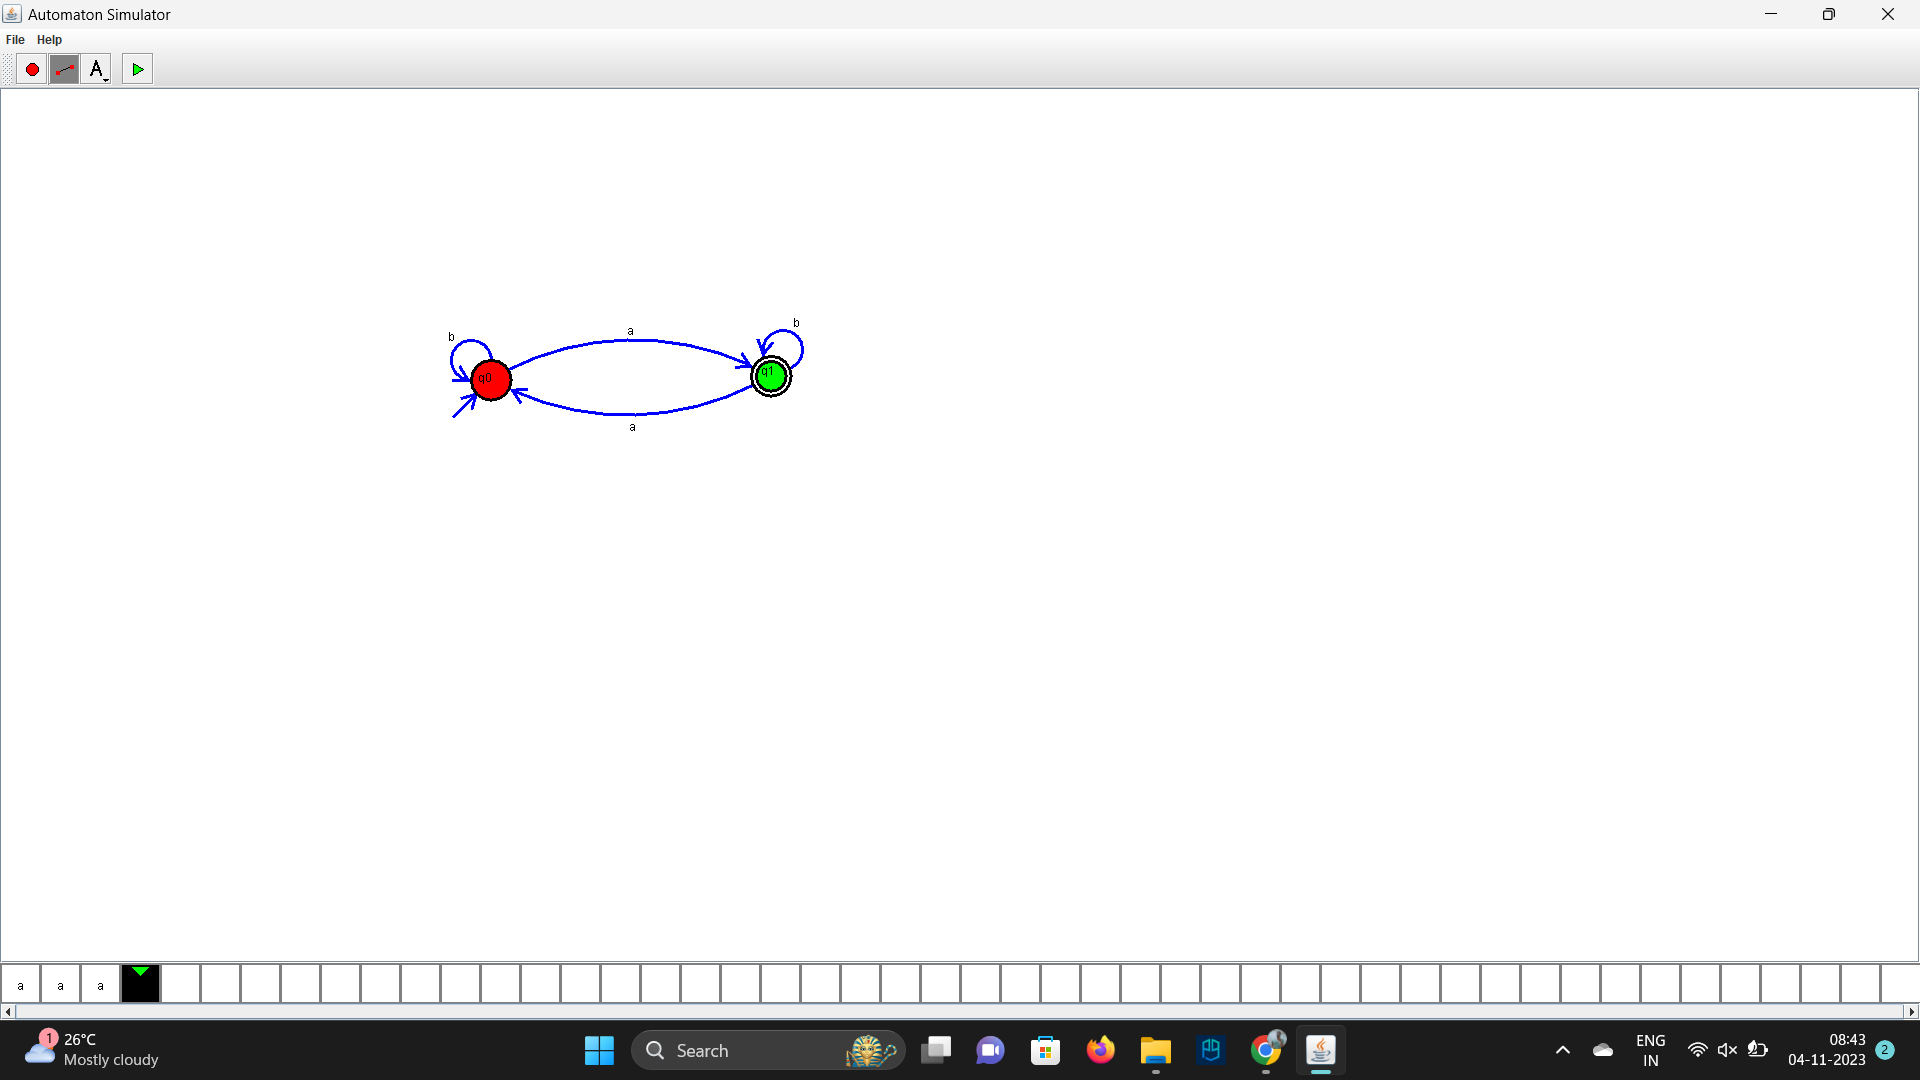 Automaton Simulator
File Help
A
b
a
b
q0
q1
a
a a a
1
26°C
Mostly cloudy
Search
ENG
IN
08:43
04-11-2023
2